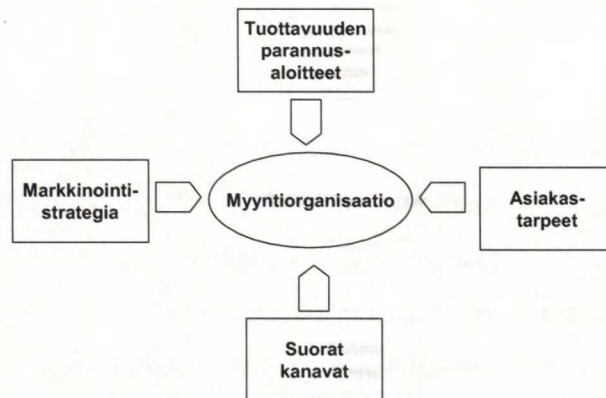 Tuottavuuden
parannus-
aloitteet
Markkinointi-
strategia
Myyntiorganisaatio
Asiakas-
tarpeet
Suorat
kanavat